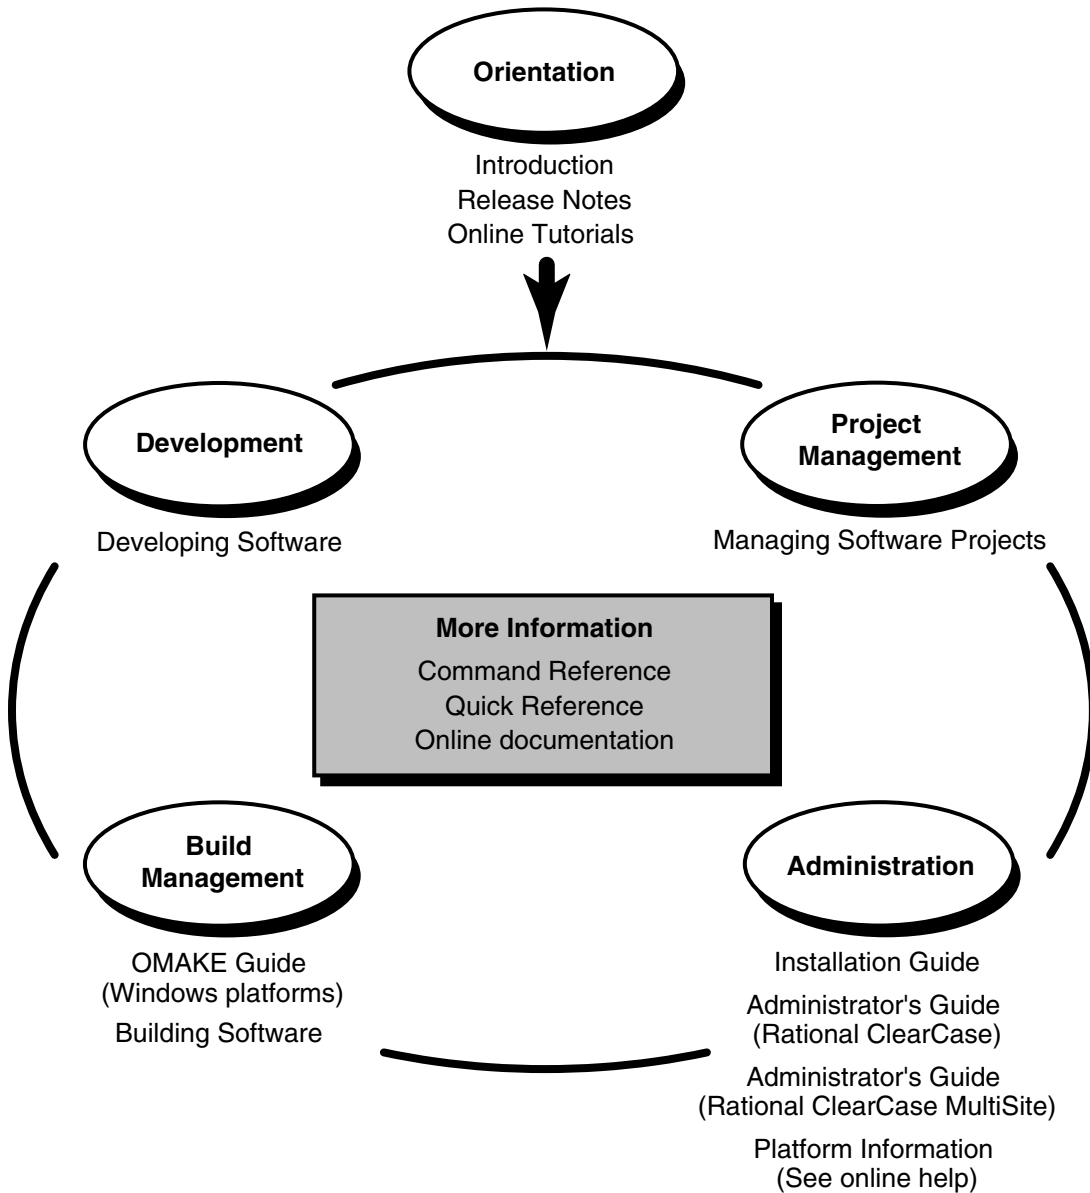 Orientation
Introduction
Release Notes
Online Tutorials
Development
Developing Software
Project
Management
Managing Software Projects
More Information
Command Reference
Quick Reference
Online documentation
Build
Management
OMAKE Guide
(Windows platforms)
Building Software
Administration
Installation Guide
Administrator's Guide
(Rational ClearCase)
Administrator's Guide
(Rational ClearCase MultiSite)
Platform Information
(See online help)